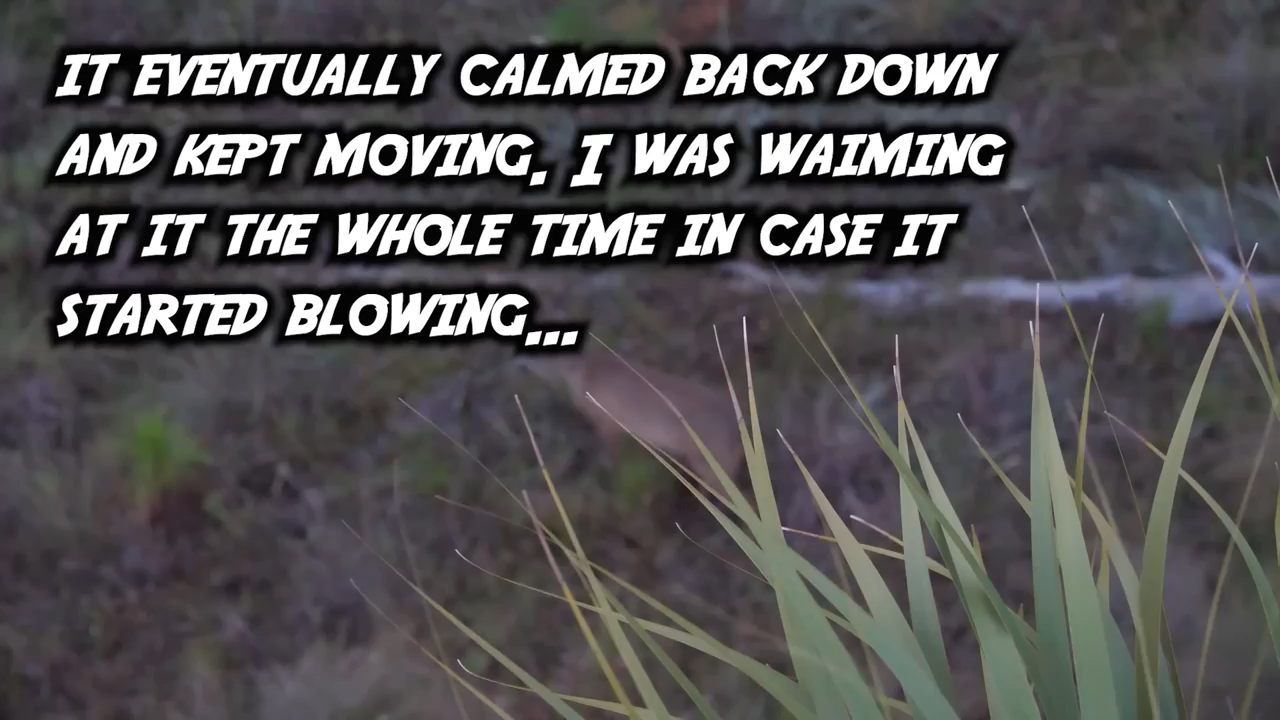 IT EVENTUALLY CALMED BACK DOWN
AND KEPT MOVING. I WAS WAIMING
AT IT THE WHOLE TIME IN CASE IT
STARTED BLOWING...